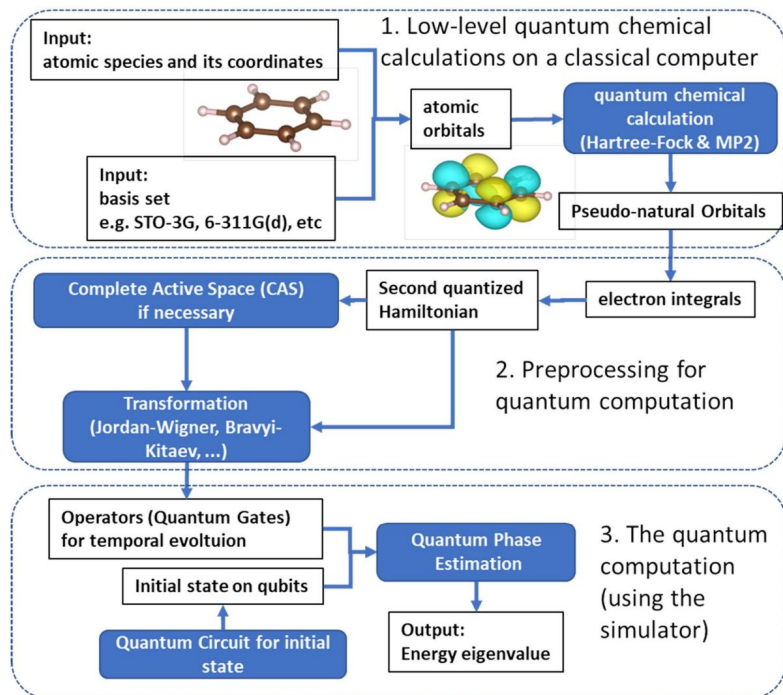 1. Low-level quantum chemical
calculations on a classical computer
Input:
atomic species and its coordinates
Input:
basis set
e.g. STO-3G, 6-311G(d), etc
atomic
orbitals
quantum chemical
calculation
(Hartree-Fock & MP2)
Pseudo-natural Orbitals
electron integrals
Second quantized
Hamiltonian
Complete Active Space (CAS)
if necessary
2. Preprocessing for
quantum computation
Transformation
(Jordan-Wigner, Bravyi-
Kitaev, ...)
Operators (Quantum Gates)
for temporal evoltuion
Initial state on qubits
Quantum Circuit for initial
state
Quantum Phase
Estimation
Output:
Energy eigenvalue
3. The quantum
computation
(using the
simulator)